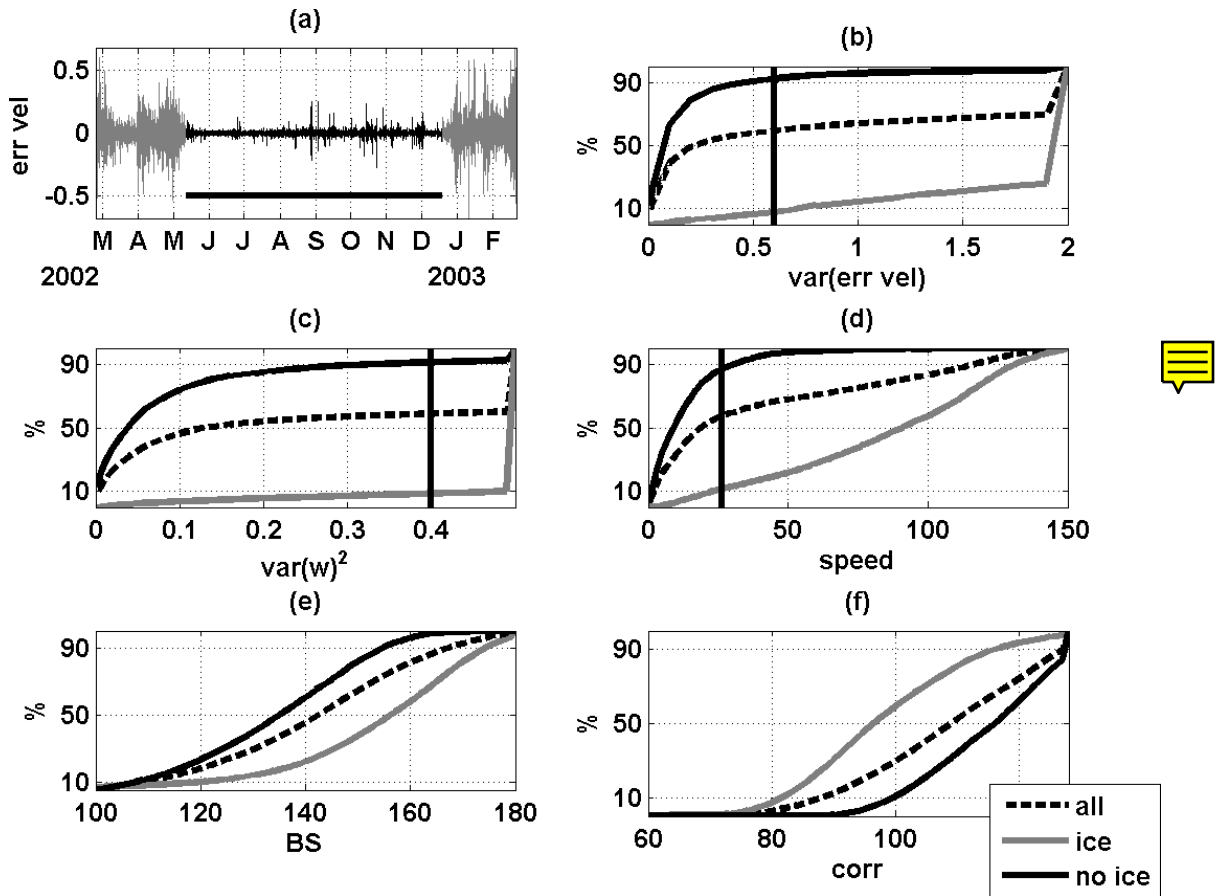 (a)
err vel
0.5
0
-0.5
M A M J J A S O N D J F
2002 2003
(b)
%
90
50
10
0 0.5 1 1.5 2
var(err vel)
(c)
%
90
50
10
0 0.1 0.2 0.3 0.4
var(w)²
(d)
%
90
50
10
0 50 100 150
speed
(e)
%
90
50
10
100 120 140 160 180
BS
(f)
%
90
50
10
60 80 100
corr
all
ice
no ice